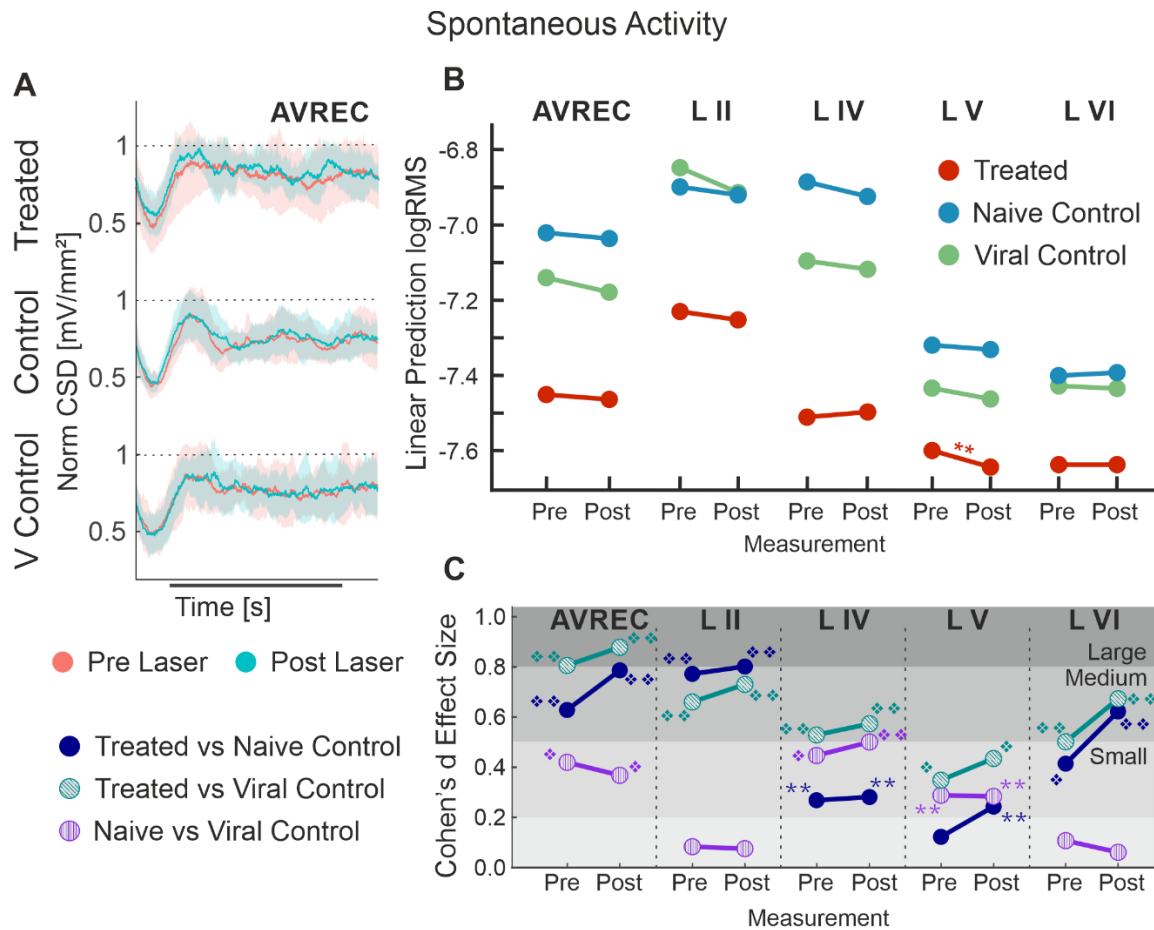 Spontaneous Activity
A
AVREC
Treated
Control
V Control
Norm CSD [mV/mm²]
1
0.5
1
0.5
1
0.5
Time [s]
Pre Laser
Post Laser
B
AVREC
L II
L IV
L V
L VI
Linear Prediction logRMS
-6.8
-7.0
-7.2
-7.4
-7.6
Treated
Naive Control
Viral Control
**
Pre Post Pre Post Pre Post Pre Post Pre Post
Measurement
Treated vs Naive Control
Treated vs Viral Control
Naive vs Viral Control
C
AVREC
L II
L IV
L V
L VI
Cohen's d Effect Size
1.0
0.8
0.6
0.4
0.2
0.0
Large
Medium
Small
❖❖ ❖❖
❖❖ ❖❖
❖ ❖
❖❖ ❖❖
❖❖ ❖❖
❖❖ ❖❖
❖ ❖❖
** **
❖ ❖
** **
**
❖❖ ❖❖
❖ ❖❖
Pre Post Pre Post Pre Post Pre Post Pre Post
Measurement